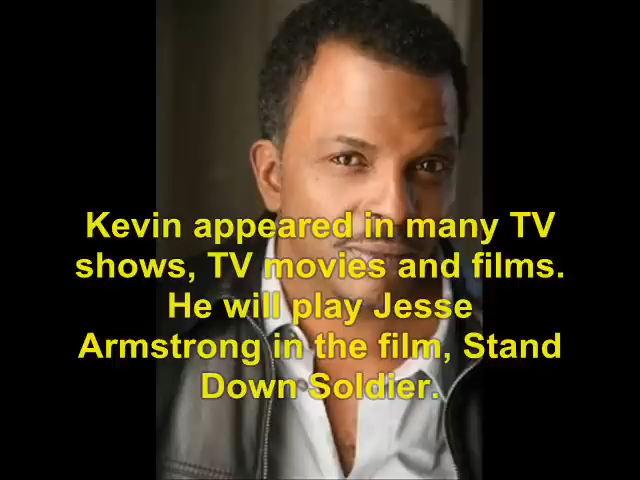 Kevin appeared in many TV
shows, TV movies and films.
He will play Jesse
Armstrong in the film, Stand
Down Soldier.